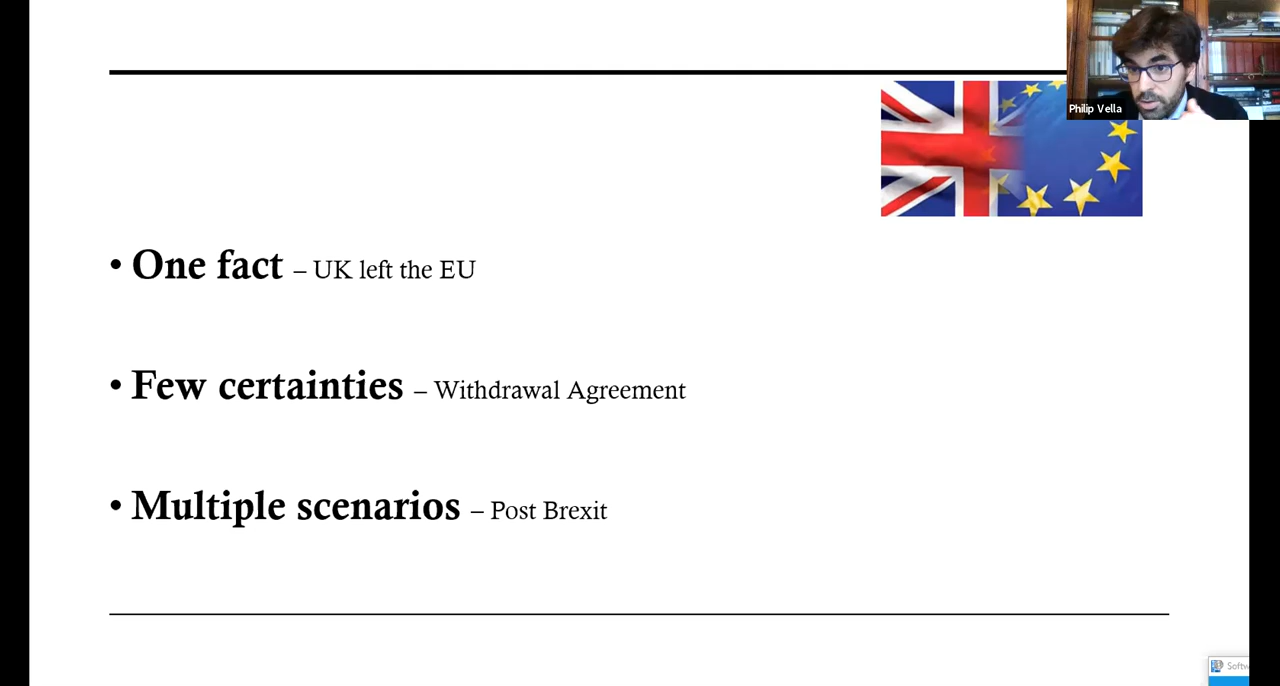 Philip Vella
• One fact – UK left the EU
• Few certainties – Withdrawal Agreement
• Multiple scenarios – Post Brexit